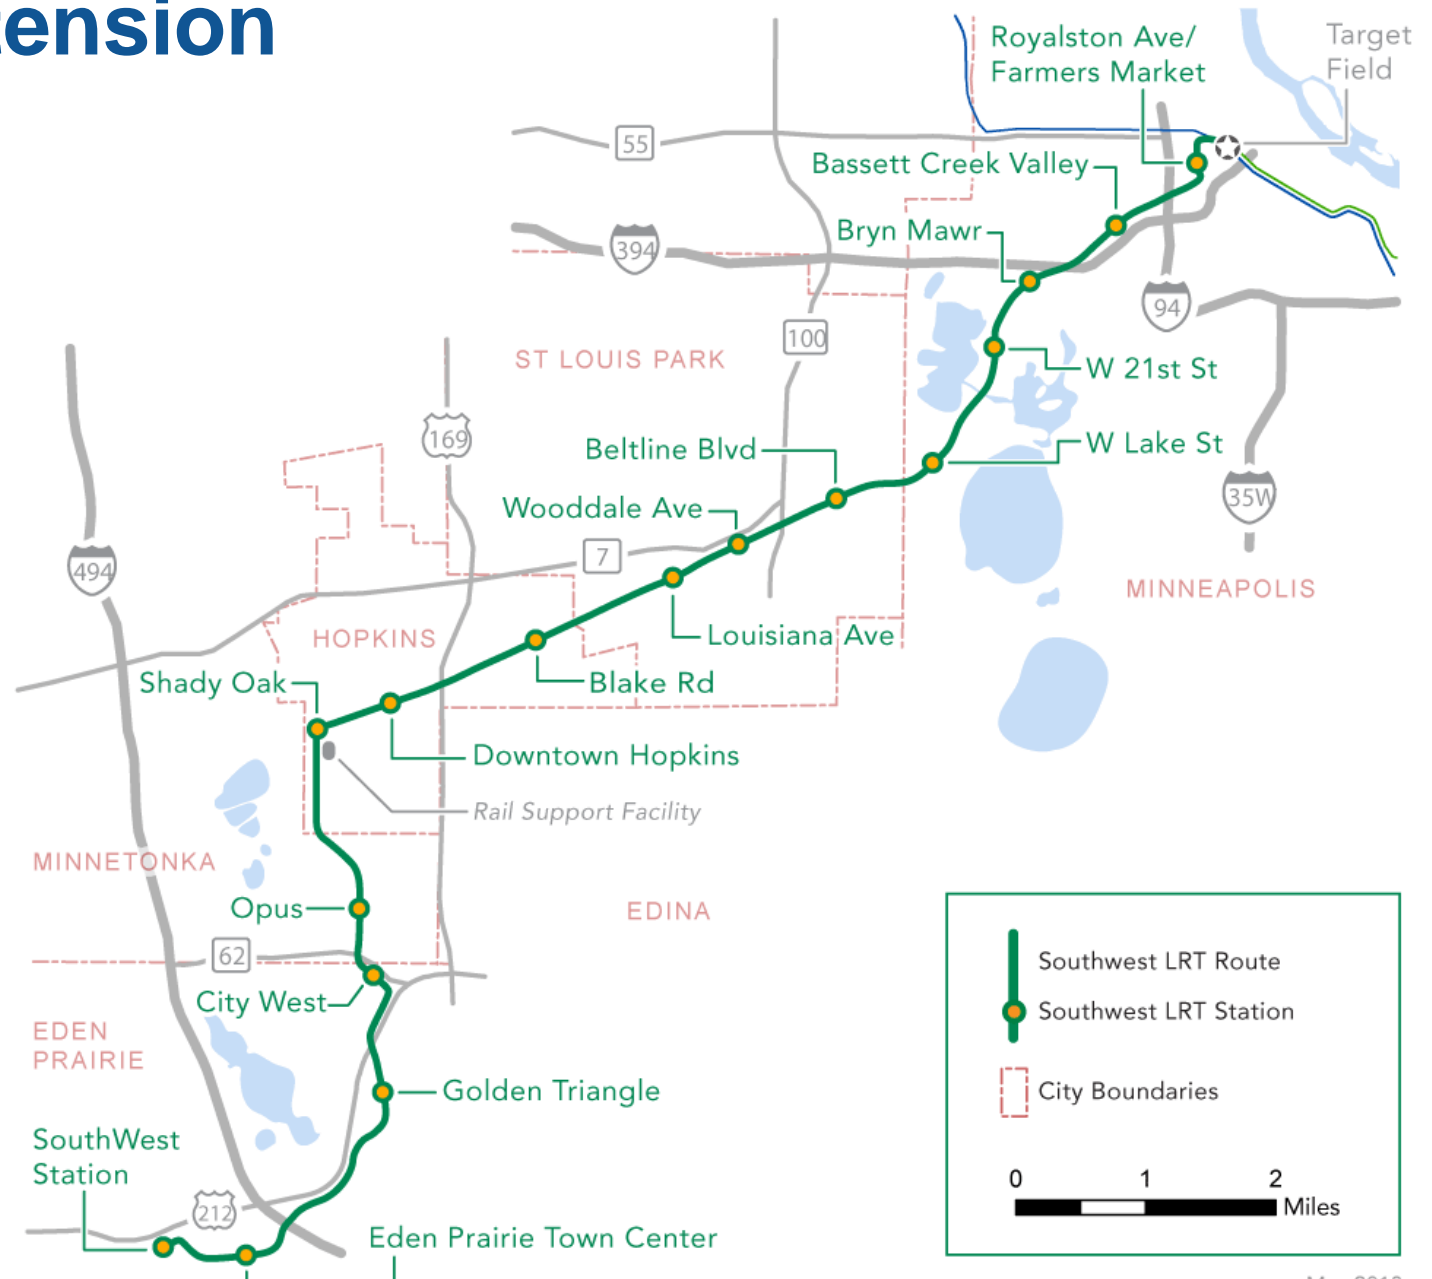 tension
Royalston Ave/
Farmers Market
Target
Field
55
Bassett Creek Valley
Bryn Mawr
394
94
100
ST LOUIS PARK
W 21st St
169
Beltline Blvd
W Lake St
Wooddale Ave
35W
7
494
MINNEAPOLIS
HOPKINS
Louisiana Ave
Shady Oak
Blake Rd
Downtown Hopkins
Rail Support Facility
MINNETONKA
Opus
EDINA
62
City West
EDEN
PRAIRIE
Golden Triangle
SouthWest
Station
212
Eden Prairie Town Center
Southwest LRT Route
Southwest LRT Station
City Boundaries
0 1 2
Miles